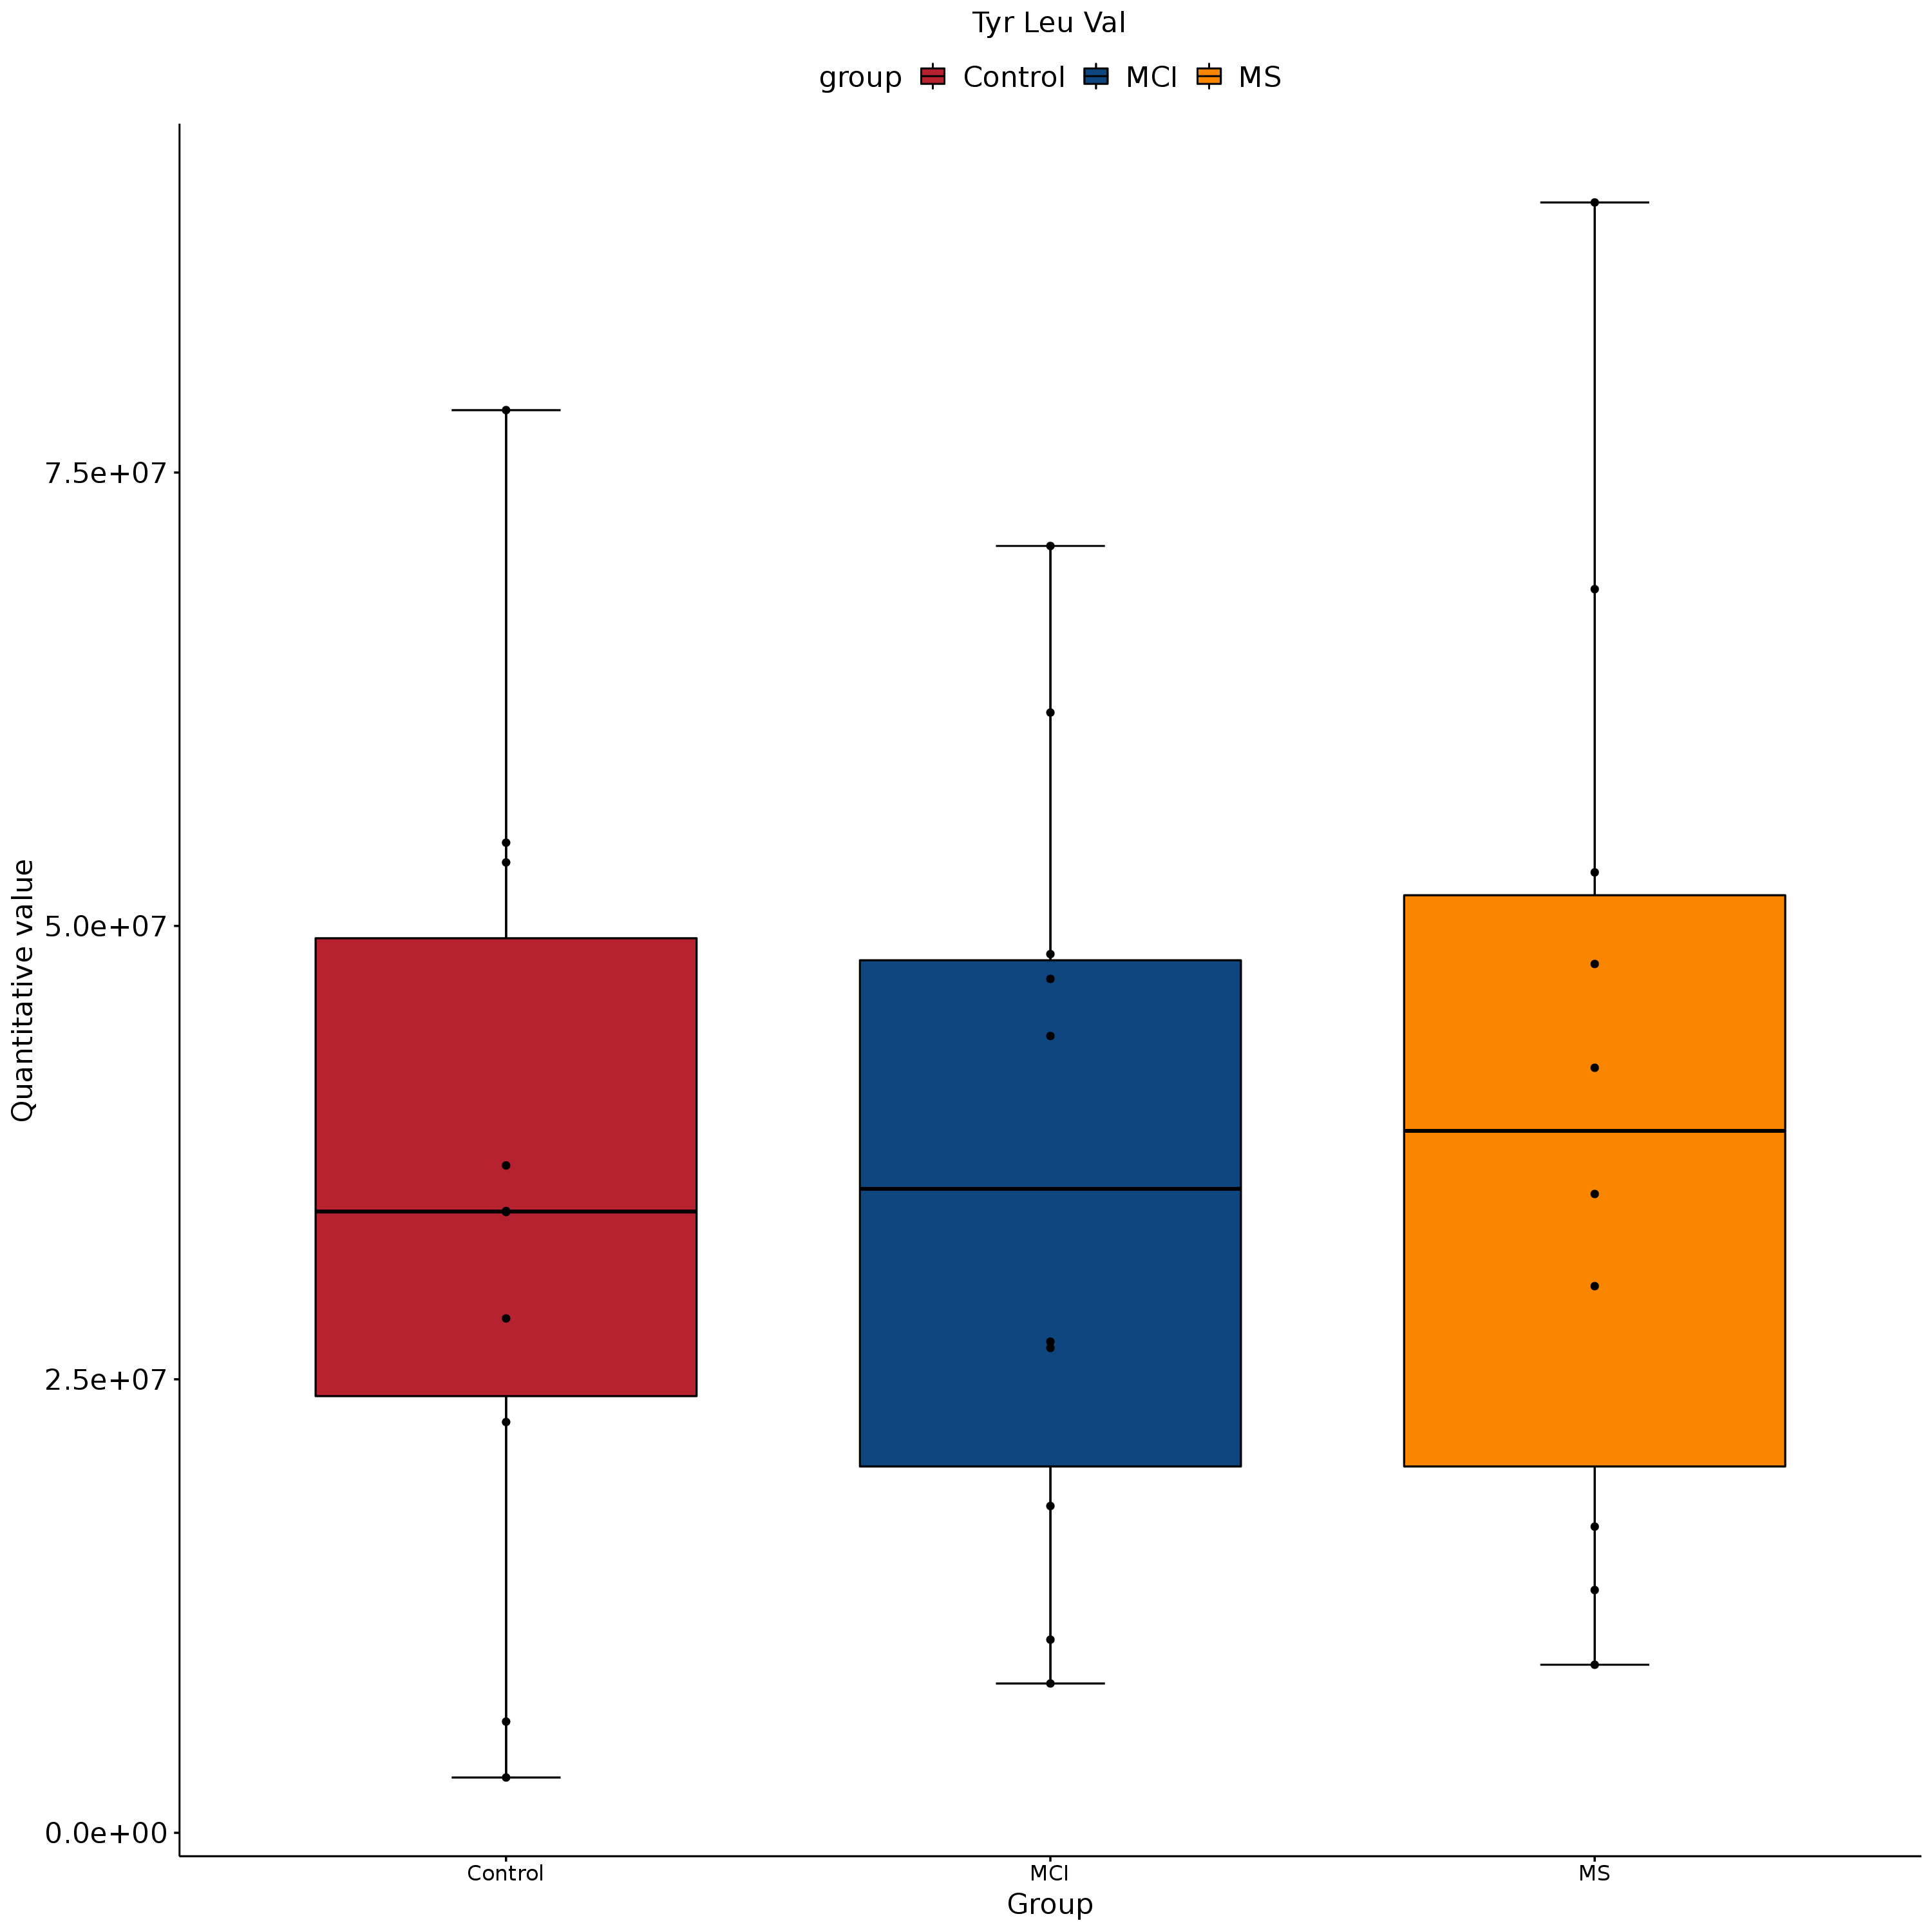 Tyr Leu Val
group Control MCI MS
Quantitative value
7.5e+07
5.0e+07
2.5e+07
0.0e+00
Control MCI MS
Group